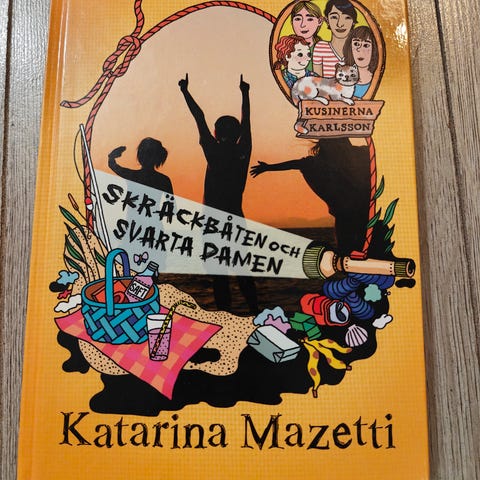 KUSINERNA
KARLSSON
SKRÄCKBÅTEN OCH
SVARTA DAMEN
SAFT
Katarina Mazetti